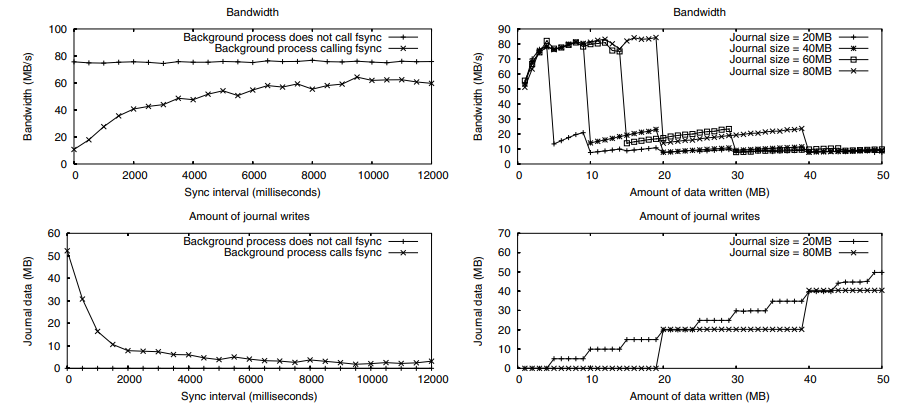 Bandwidth
Background process does not call fsync
Background process calling fsync
Bandwidth (MB/s)
100
80
60
40
20
0
0 2000 4000 6000 8000 10000 12000
Sync interval (milliseconds)
Bandwidth
Journal size = 20MB
Journal size = 40MB
Journal size = 60MB
Journal size = 80MB
Bandwidth (MB/s)
90
80
70
60
50
40
30
20
10
0
0 10 20 30 40 50
Amount of data written (MB)
Amount of journal writes
Background process does not call fsync
Background process calls fsync
Journal data (MB)
60
50
40
30
20
10
0
0 2000 4000 6000 8000 10000 12000
Sync interval (milliseconds)
Amount of journal writes
Journal size = 20MB
Journal size = 80MB
Journal data (MB)
70
60
50
40
30
20
10
0
0 10 20 30 40 50
Amount of data written (MB)